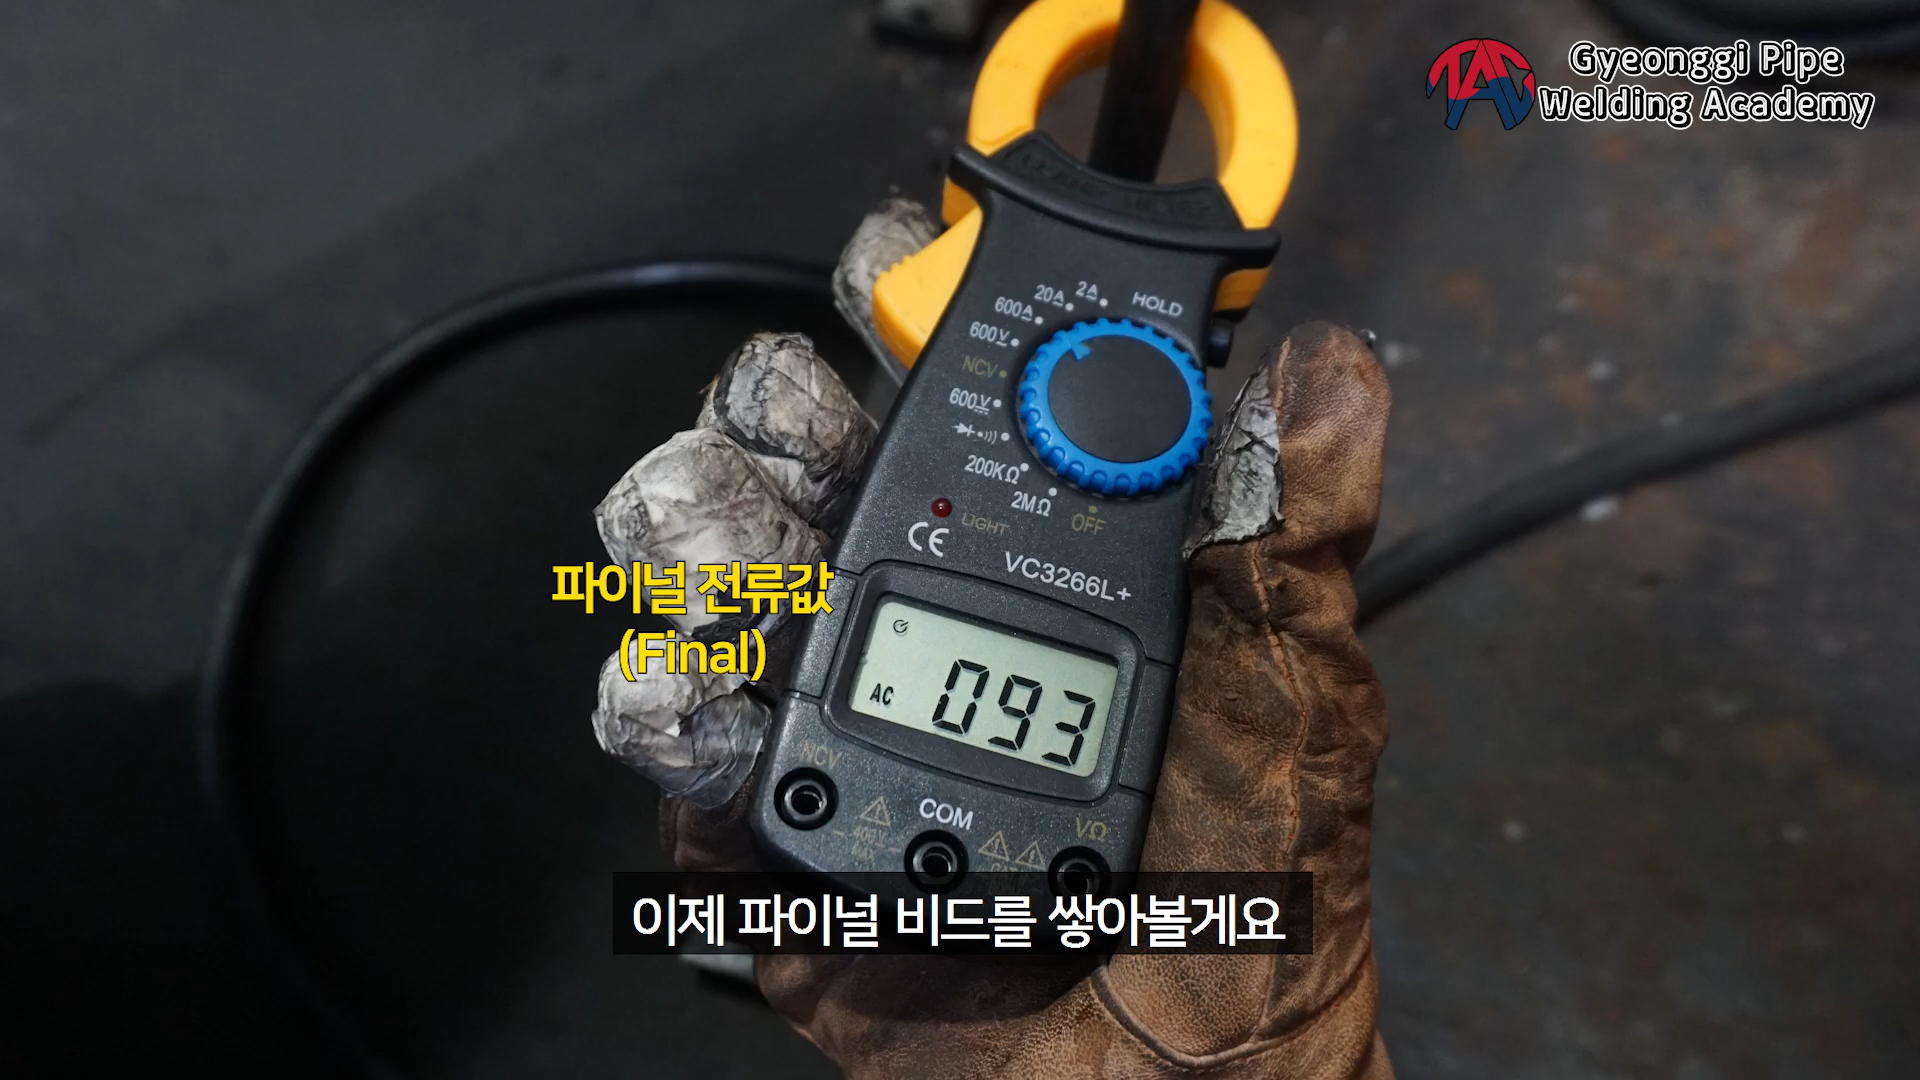 Gyeonggi Pipe
Welding Academy
HOLD
2A
20A
600A
600V
NCV
600V
200KΩ
2MΩ
OFF
LIGHT
CE
VC3266L+
파이널 전류값
(Final)
AC
093
NCV
COM
VΩ
이제 파이널 비드를 쌓아볼게요